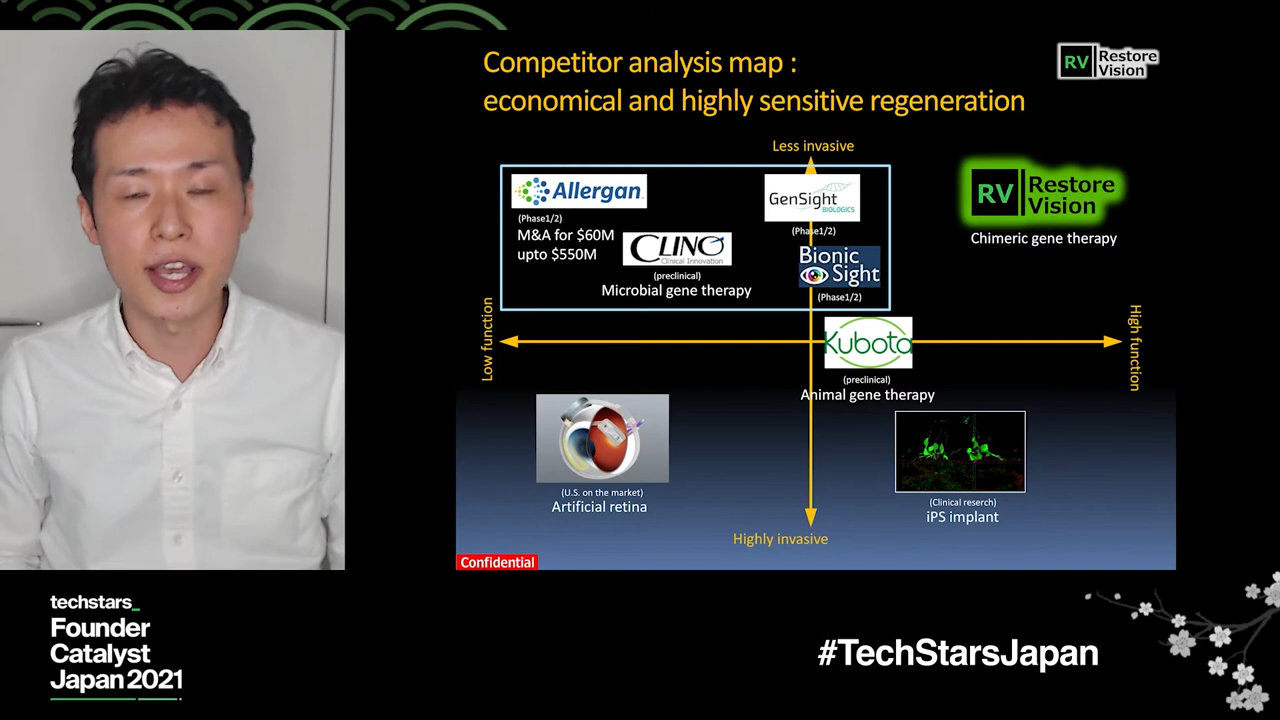 Competitor analysis map :
economical and highly sensitive regeneration
RV Restore
Vision
Less invasive
Allergan
(Phase1/2)
M&A for $60M
upto $550M
CLINO
Clinical Innovation
(preclinical)
Microbial gene therapy
GenSight
BIOLOGICS
(Phase1/2)
Bionic
Sight
(Phase1/2)
RV Restore
Vision
Chimeric gene therapy
Low function
High function
Kubota
(preclinical)
Animal gene therapy
(U.S. on the market)
Artificial retina
(Clinical reserch)
iPS implant
Highly invasive
Confidential
techstars_
Founder
Catalyst
Japan 2021
#TechStarsJapan